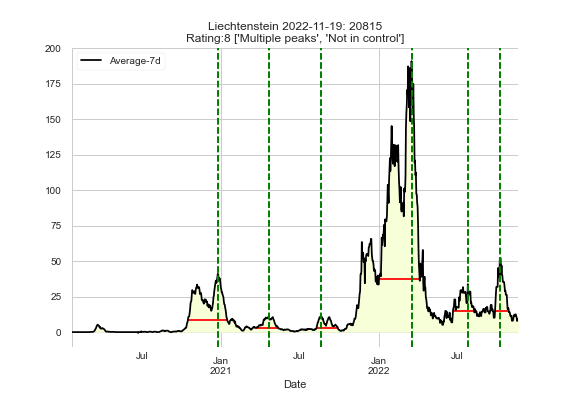 Liechtenstein 2022-11-19: 20815
Rating:8 ['Multiple peaks', 'Not in control']
Average-7d
200
175
150
125
100
75
50
25
0
Jul
Jan
2021
Jul
Jan
2022
Jul
Date